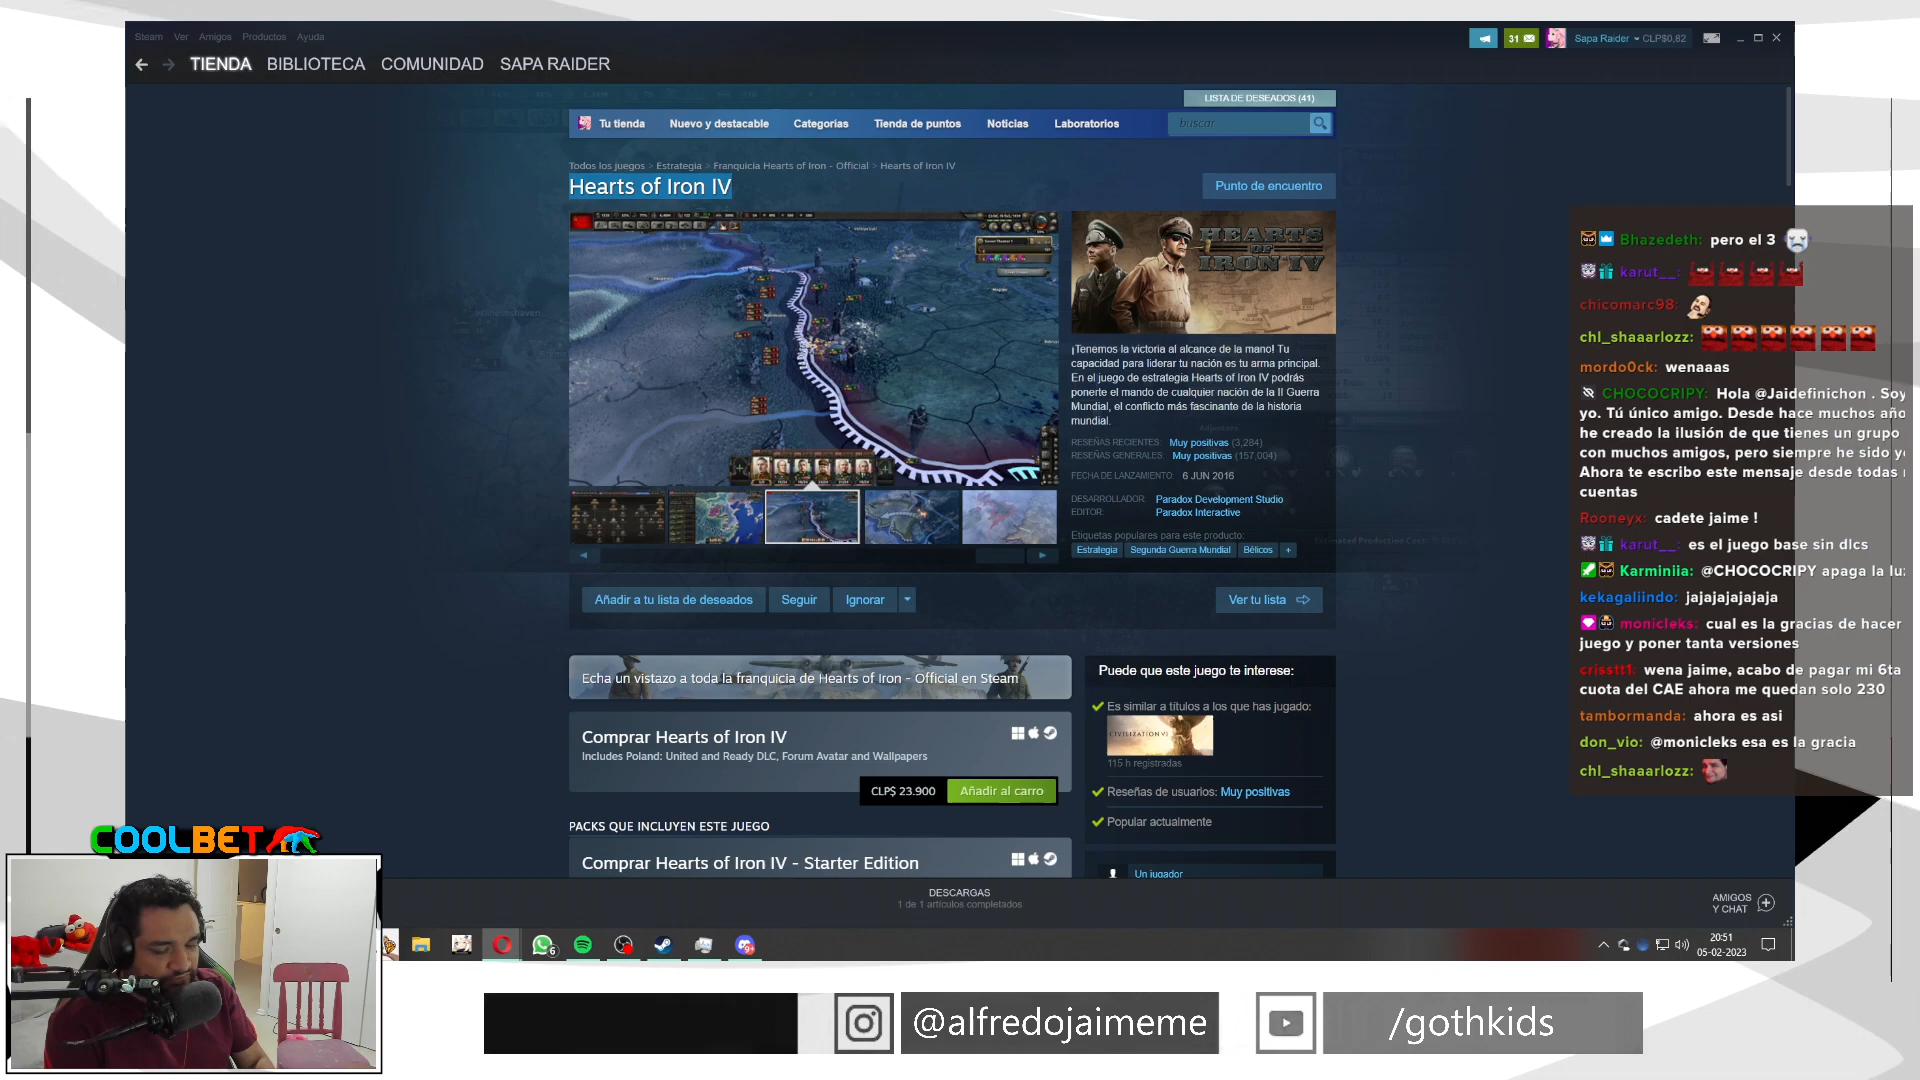 Steam Ver Amigos Productos Ayuda
31 Sapa Raider CLP$0,82
TIENDA BIBLIOTECA COMUNIDAD SAPA RAIDER
LISTA DE DESEADOS (41)
Tu tienda Nuevo y destacable Categorías Tienda de puntos Noticias Laboratorios buscar
Todos los juegos > Estrategia > Franquicia Hearts of Iron - Official > Hearts of Iron IV
Hearts of Iron IV
Punto de encuentro
HEARTS
OF
IRON IV
¡Tenemos la victoria al alcance de la mano! Tu
capacidad para liderar tu nación es tu arma principal.
En el juego de estrategia Hearts of Iron IV podrás
ponerte el mando de cualquier nación de la II Guerra
Mundial, el conflicto más fascinante de la historia
mundial.
RESEÑAS RECIENTES: Muy positivas (3,284)
RESEÑAS GENERALES: Muy positivas (157,004)
FECHA DE LANZAMIENTO: 6 JUN 2016
DESARROLLADOR: Paradox Development Studio
EDITOR: Paradox Interactive
Etiquetas populares para este producto:
Estrategia Segunda Guerra Mundial Bélicos +
Añadir a tu lista de deseados Seguir Ignorar Ver tu lista
Echa un vistazo a toda la franquicia de Hearts of Iron - Official en Steam
Comprar Hearts of Iron IV
Includes Poland: United and Ready DLC, Forum Avatar and Wallpapers
CLP$ 23.900 Añadir al carro
PACKS QUE INCLUYEN ESTE JUEGO
Comprar Hearts of Iron IV - Starter Edition
Puede que este juego te interese:
Es similar a títulos a los que has jugado:
CIVILIZATION VI
115 h registradas
Reseñas de usuarios: Muy positivas
Popular actualmente
Un jugador
DESCARGAS
1 de 1 artículos completados
AMIGOS
Y CHAT
Bhazedeth: pero el 3
karut__:
chicomarc98:
chl_shaaarlozz:
mordo0ck: wenaaas
CHOCOCRIPY: Hola @Jaidefinichon . Soy
yo. Tú único amigo. Desde hace muchos año
he creado la ilusión de que tienes un grupo
con muchos amigos, pero siempre he sido y
Ahora te escribo este mensaje desde todas
cuentas
Rooneyx: cadete jaime !
karut__: es el juego base sin dlcs
Karminiia: @CHOCOCRIPY apaga la lu
kekagaliindo: jajajajajajaja
monicleks: cual es la gracias de hacer
juego y poner tanta versiones
crisstt1: wena jaime, acabo de pagar mi 6ta
cuota del CAE ahora me quedan solo 230
tambormanda: ahora es asi
don_vio: @monicleks esa es la gracia
chl_shaaarlozz:
COOLBET
6
9+
20:51
05-02-2023
@alfredojaimeme
/gothkids